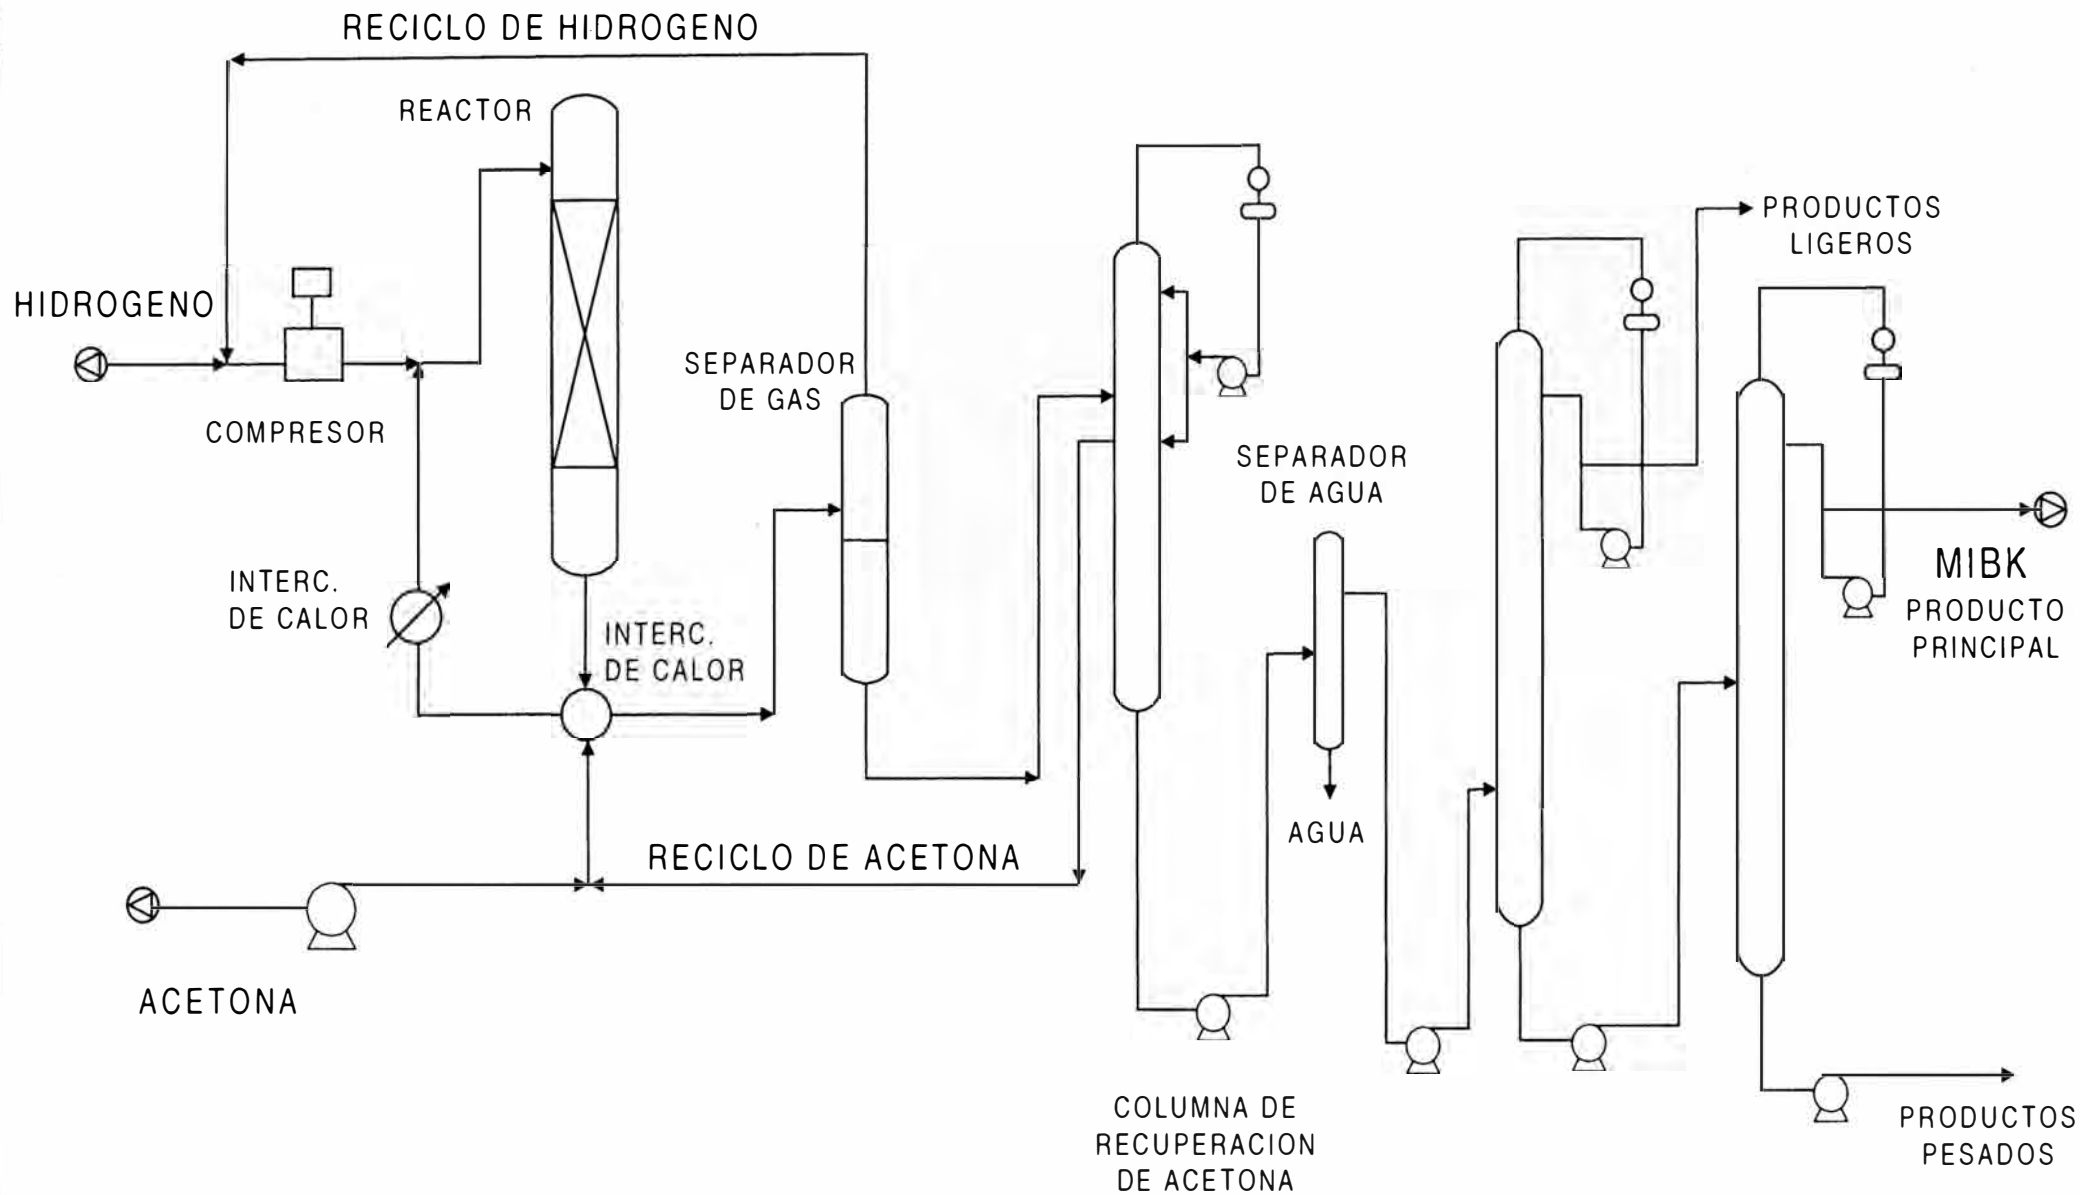 RECICLO DE HIDROGENO
REACTOR
HIDROGENO
COMPRESOR
SEPARADOR
DE GAS
INTERC.
DE CALOR
INTERC.
DE CALOR
SEPARADOR
DE AGUA
PRODUCTOS
LIGEROS
MIBK
PRODUCTO
PRINCIPAL
AGUA
RECICLO DE ACETONA
ACETONA
COLUMNA DE
RECUPERACION
DE ACETONA
PRODUCTOS
PESADOS